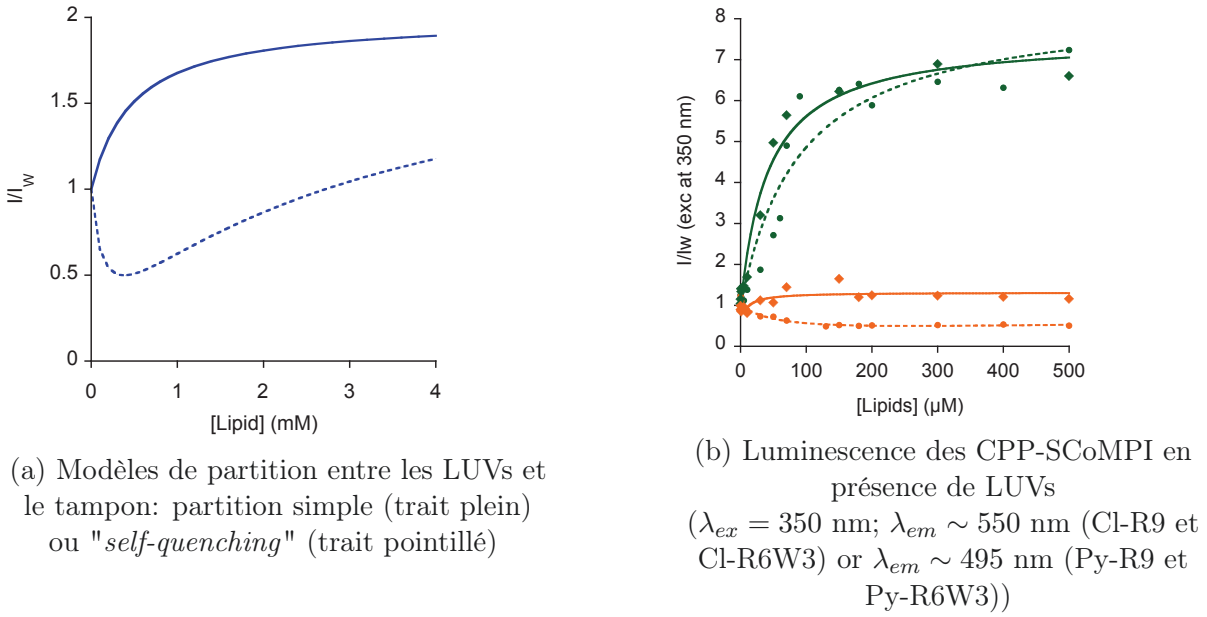 2
1.5
1
0.5
0
I/I_W
0 1 2 3 4
[Lipid] (mM)
(a) Modèles de partition entre les LUVs et
le tampon: partition simple (trait plein)
ou "self-quenching" (trait pointillé)
8
7
6
5
4
3
2
1
0
I/Iw (exc at 350 nm)
0 100 200 300 400 500
[Lipids] (µM)
(b) Luminescence des CPP-SCoMPI en
présence de LUVs
(λ_ex = 350 nm; λ_em ∼ 550 nm (Cl-R9 et
Cl-R6W3) or λ_em ∼ 495 nm (Py-R9 et
Py-R6W3))